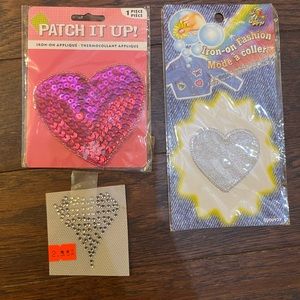 PATCH IT UP!
1 PIECE
PIÈCE
IRON-ON APPLIQUE • THERMOCOLLANT APPLIQUÉ
Iron-on Fashion
Mode à coller